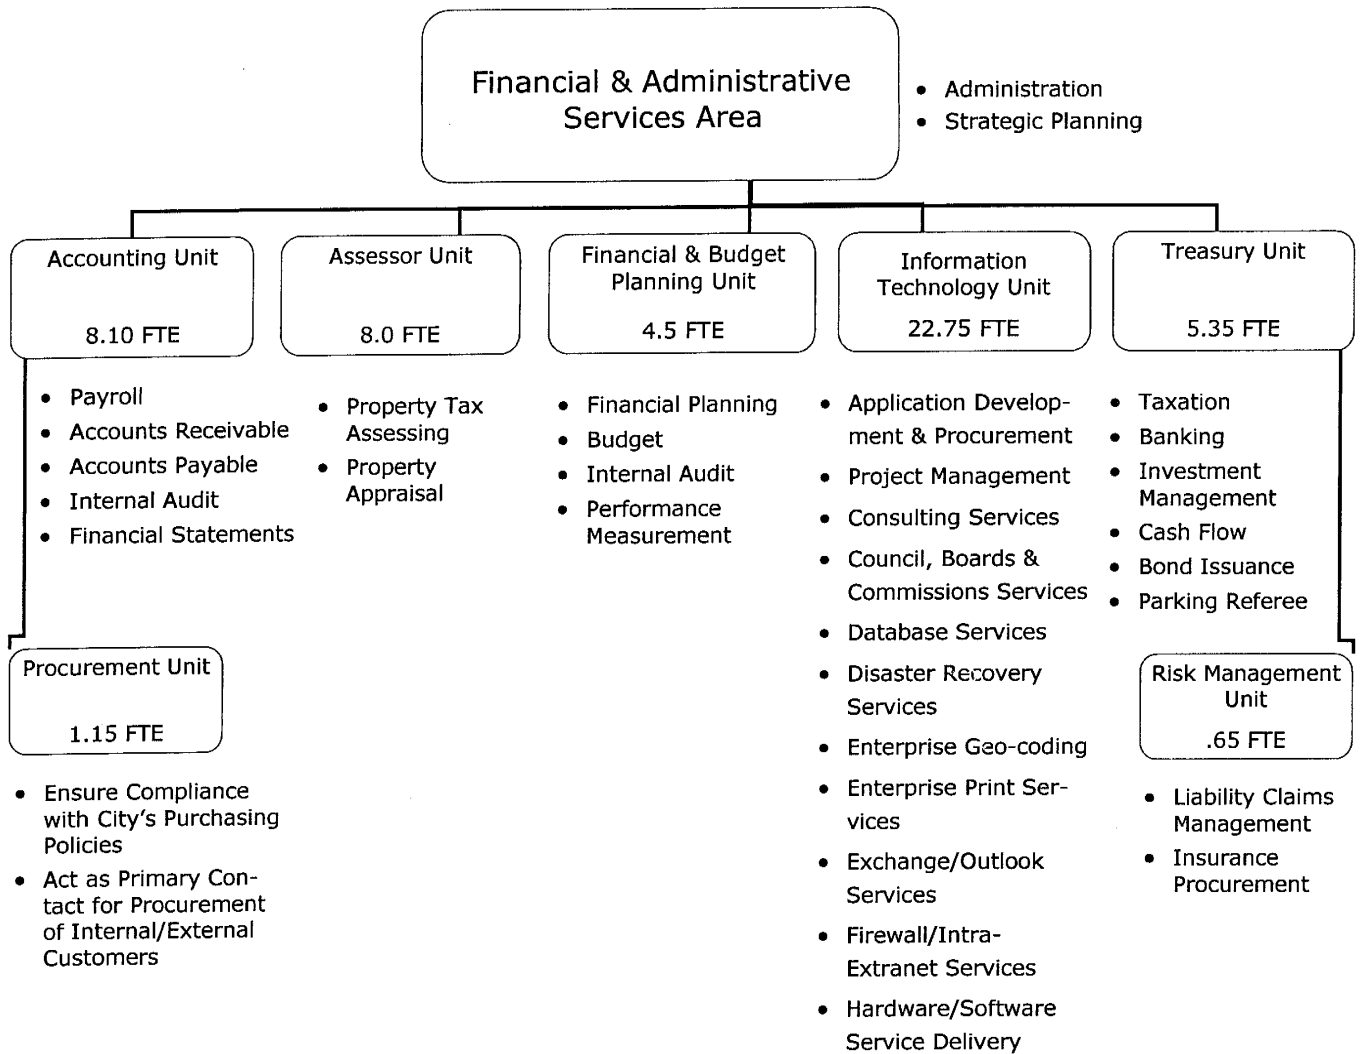 Financial & Administrative
Services Area
• Administration
• Strategic Planning
Accounting Unit
8.10 FTE
• Payroll
• Accounts Receivable
• Accounts Payable
• Internal Audit
• Financial Statements
Procurement Unit
1.15 FTE
• Ensure Compliance
with City's Purchasing
Policies
• Act as Primary Con-
tact for Procurement
of Internal/External
Customers
Assessor Unit
8.0 FTE
• Property Tax
Assessing
• Property
Appraisal
Financial & Budget
Planning Unit
4.5 FTE
• Financial Planning
• Budget
• Internal Audit
• Performance
Measurement
Information
Technology Unit
22.75 FTE
• Application Develop-
ment & Procurement
• Project Management
• Consulting Services
• Council, Boards &
Commissions Services
• Database Services
• Disaster Recovery
Services
• Enterprise Geo-coding
• Enterprise Print Ser-
vices
• Exchange/Outlook
Services
• Firewall/Intra-
Extranet Services
• Hardware/Software
Service Delivery
Treasury Unit
5.35 FTE
• Taxation
• Banking
• Investment
Management
• Cash Flow
• Bond Issuance
• Parking Referee
Risk Management
Unit
.65 FTE
• Liability Claims
Management
• Insurance
Procurement